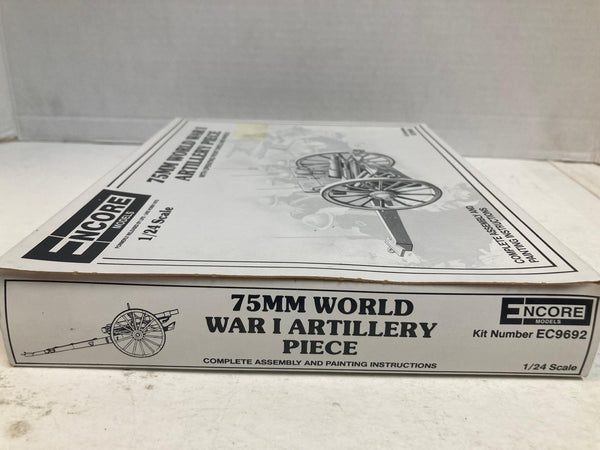 75MM WORLD WAR I
ARTILLERY PIECE
ENCORE
MODELS
1/24 Scale
COMPLETE ASSEMBLY AND
PAINTING INSTRUCTIONS
75MM WORLD
WAR I ARTILLERY
PIECE
COMPLETE ASSEMBLY AND PAINTING INSTRUCTIONS
ENCORE
MODELS
Kit Number EC9692
1/24 Scale